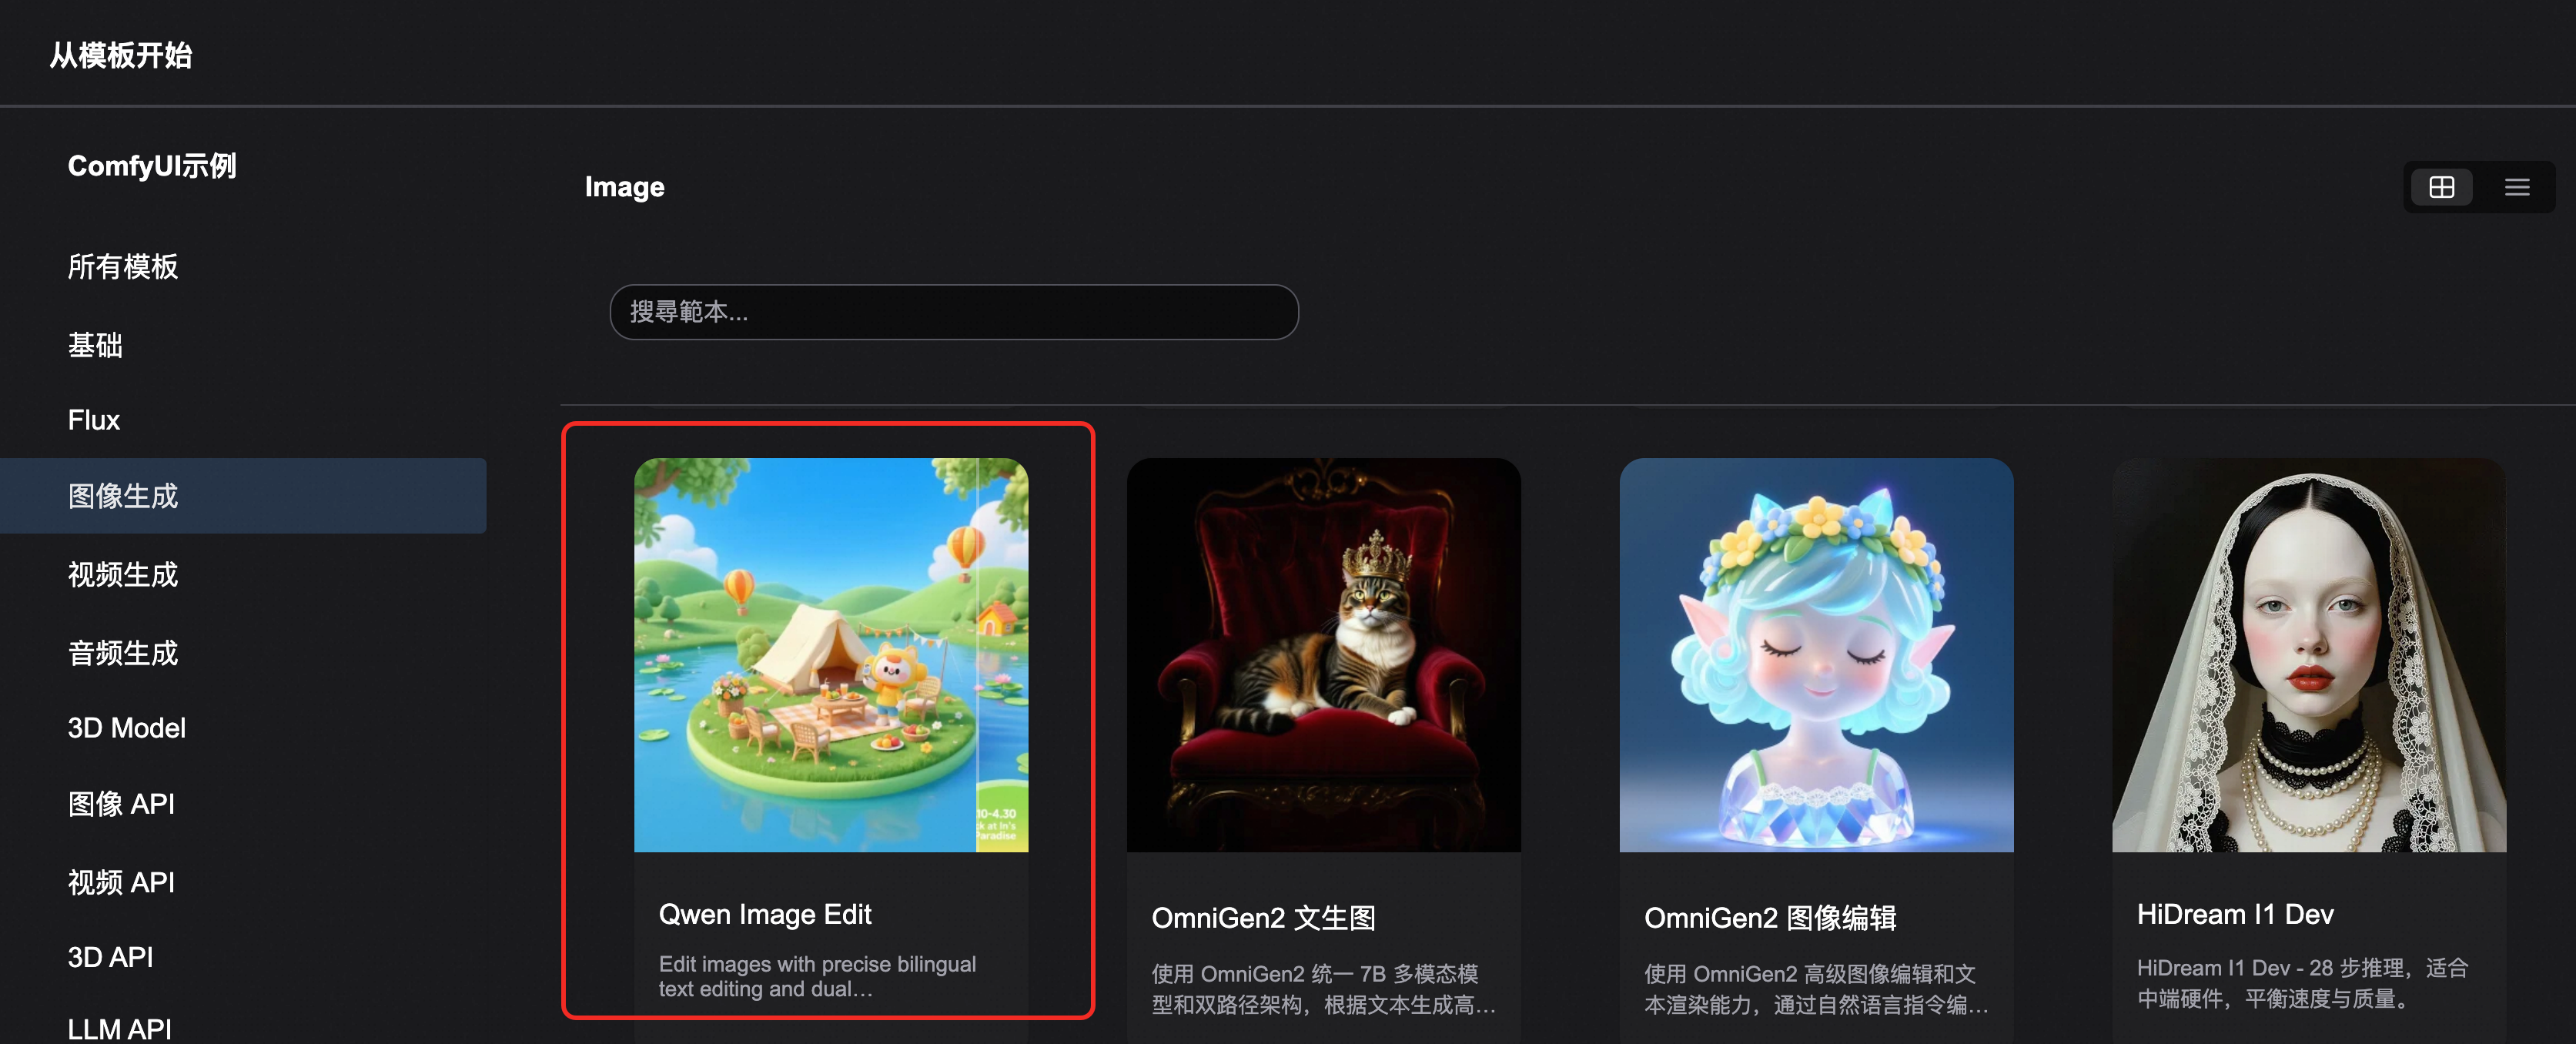 从模板开始
ComfyUI示例
所有模板
基础
Flux
图像生成
视频生成
音频生成
3D Model
图像 API
视频 API
3D API
LLM API
Image
搜尋範本...
10-4.30
k at In's
Paradise
Qwen Image Edit
Edit images with precise bilingual
text editing and dual…
OmniGen2 文生图
使用 OmniGen2 统一 7B 多模态模
型和双路径架构，根据文本生成高…
OmniGen2 图像编辑
使用 OmniGen2 高级图像编辑和文
本渲染能力，通过自然语言指令编…
HiDream I1 Dev
HiDream I1 Dev - 28 步推理，适合
中端硬件，平衡速度与质量。